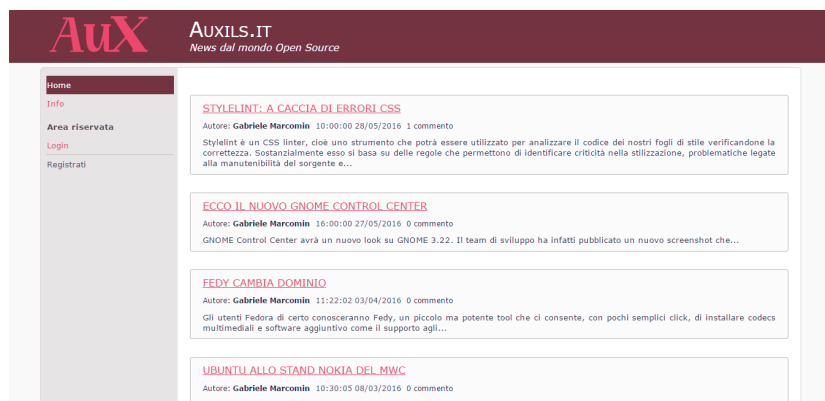 AuX
AUXILS.IT
News dal mondo Open Source
Home
Info
Area riservata
Login
Registrati
STYLELINT: A CACCIA DI ERRORI CSS
Autore: Gabriele Marcomin 10:00:00 28/05/2016 1 commento
Stylelint è un CSS linter, cioè uno strumento che potrà essere utilizzato per analizzare il codice dei nostri fogli di stile verificandone la
correttezza. Sostanzialmente esso si basa su delle regole che permettono di identificare criticità nella stilizzazione, problematiche legate
alla manutenibilità del sorgente e...
ECCO IL NUOVO GNOME CONTROL CENTER
Autore: Gabriele Marcomin 16:00:00 27/05/2016 0 commento
GNOME Control Center avrà un nuovo look su GNOME 3.22. Il team di sviluppo ha infatti pubblicato un nuovo screenshot che...
FEDY CAMBIA DOMINIO
Autore: Gabriele Marcomin 11:22:02 03/04/2016 0 commento
Gli utenti Fedora di certo conosceranno Fedy, un piccolo ma potente tool che ci consente, con pochi semplici click, di installare codecs
multimediali e software aggiuntivo come il supporto agli...
UBUNTU ALLO STAND NOKIA DEL MWC
Autore: Gabriele Marcomin 10:30:05 08/03/2016 0 commento